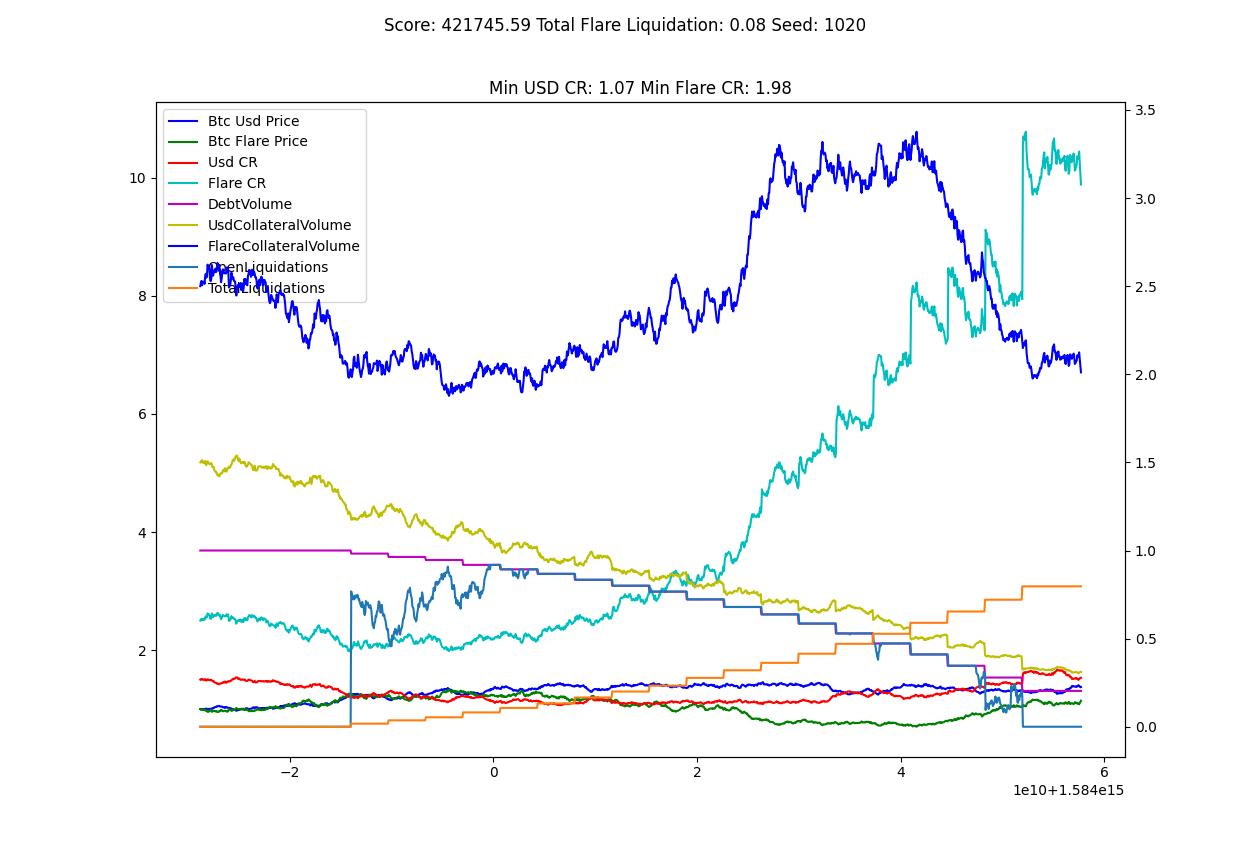 Score: 421745.59 Total Flare Liquidation: 0.08 Seed: 1020
Min USD CR: 1.07 Min Flare CR: 1.98
Btc Usd Price
Btc Flare Price
Usd CR
Flare CR
DebtVolume
UsdCollateralVolume
FlareCollateralVolume
OpenLiquidations
TotalLiquidations
10
8
6
4
2
3.5
3.0
2.5
2.0
1.5
1.0
0.5
0.0
−2
0
2
4
6
1e10+1.584e15